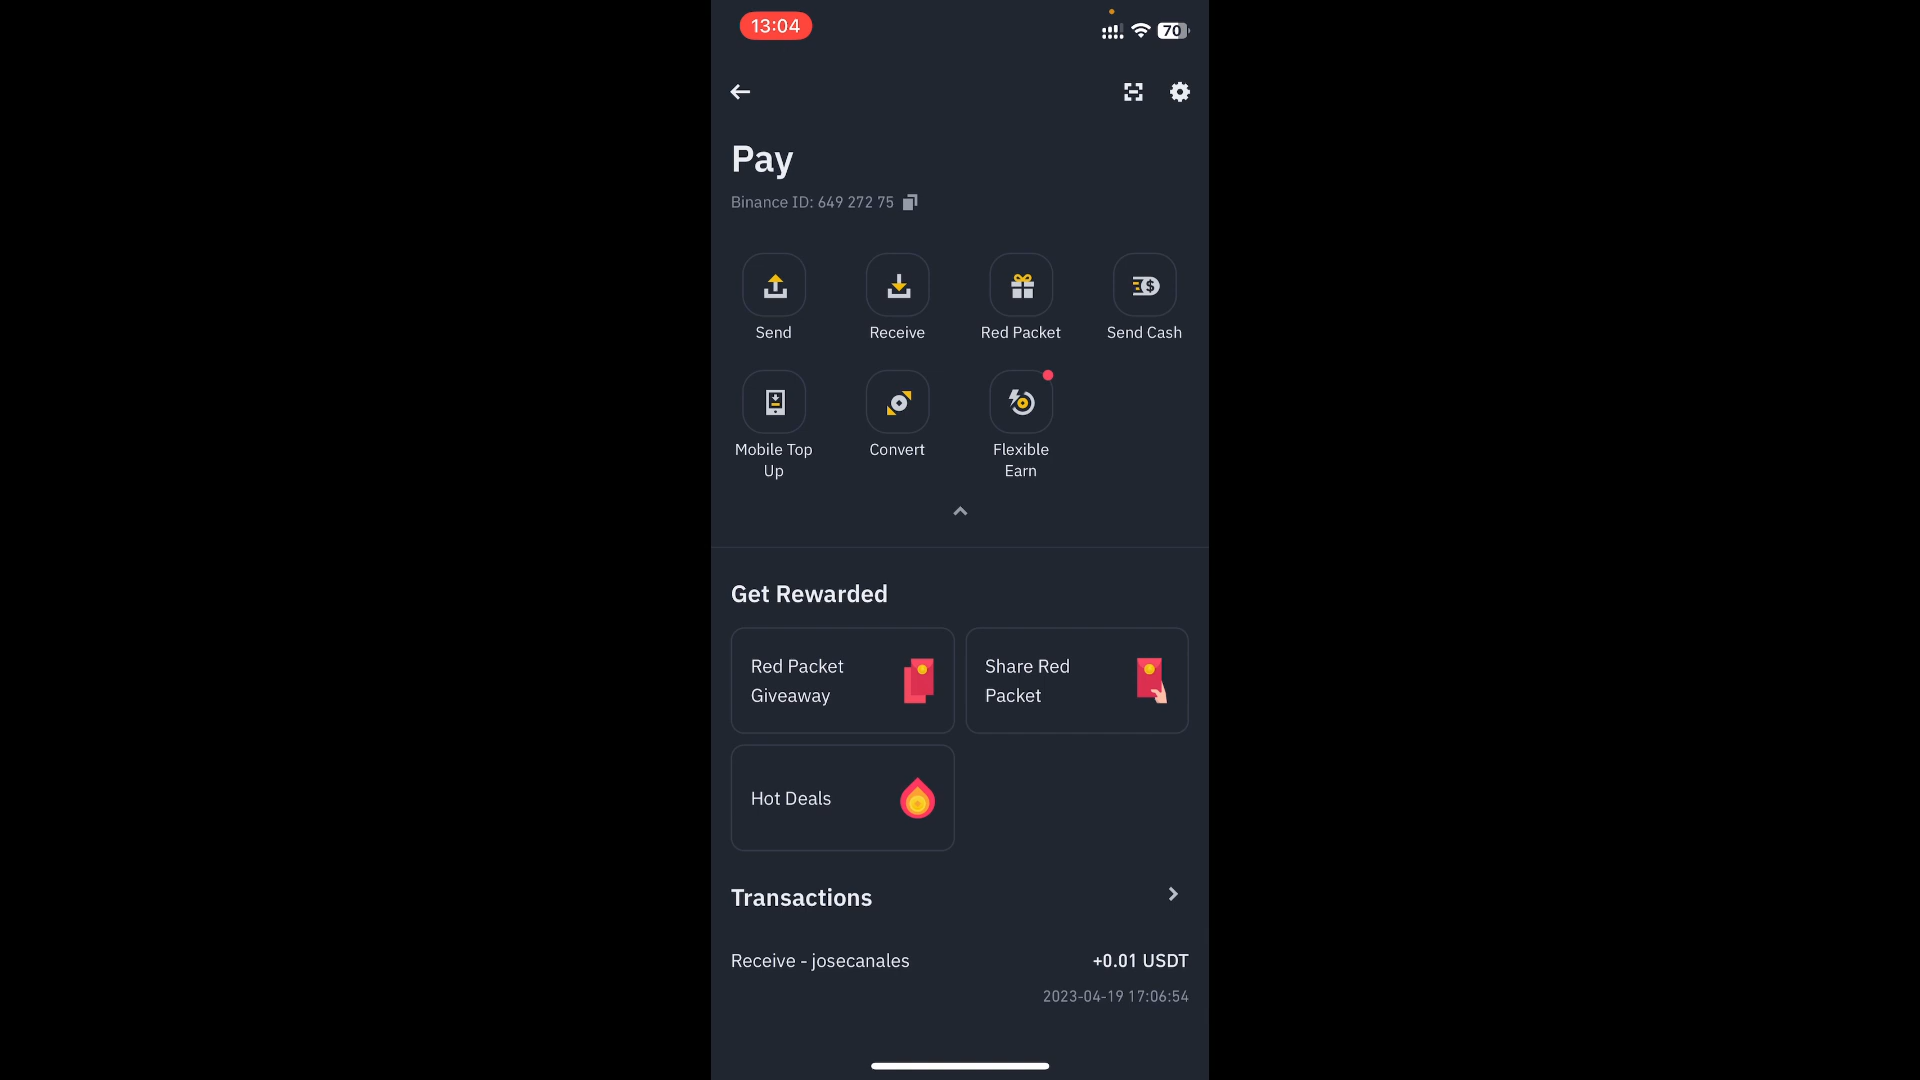 13:04
70
Pay
Binance ID: 649 272 75
Send
Receive
Red Packet
Send Cash
Mobile Top
Up
Convert
Flexible
Earn
Get Rewarded
Red Packet
Giveaway
Share Red
Packet
Hot Deals
Transactions
Receive - josecanales
+0.01 USDT
2023-04-19 17:06:54